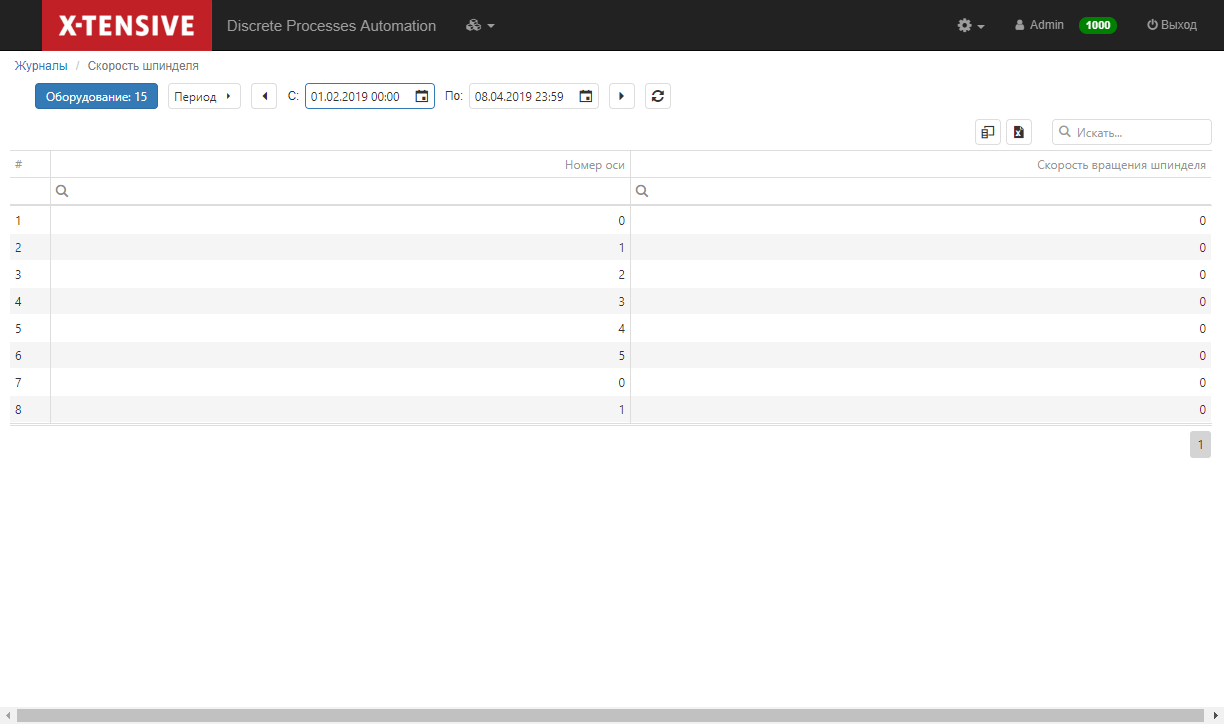 X-TENSIVE Discrete Processes Automation Admin 1000 Выход
Журналы / Скорость шпинделя
Оборудование: 15 Период С: 01.02.2019 00:00 По: 08.04.2019 23:59
Искать...
# Номер оси Скорость вращения шпинделя
1 0 0
2 1 0
3 2 0
4 3 0
5 4 0
6 5 0
7 0 0
8 1 0
1